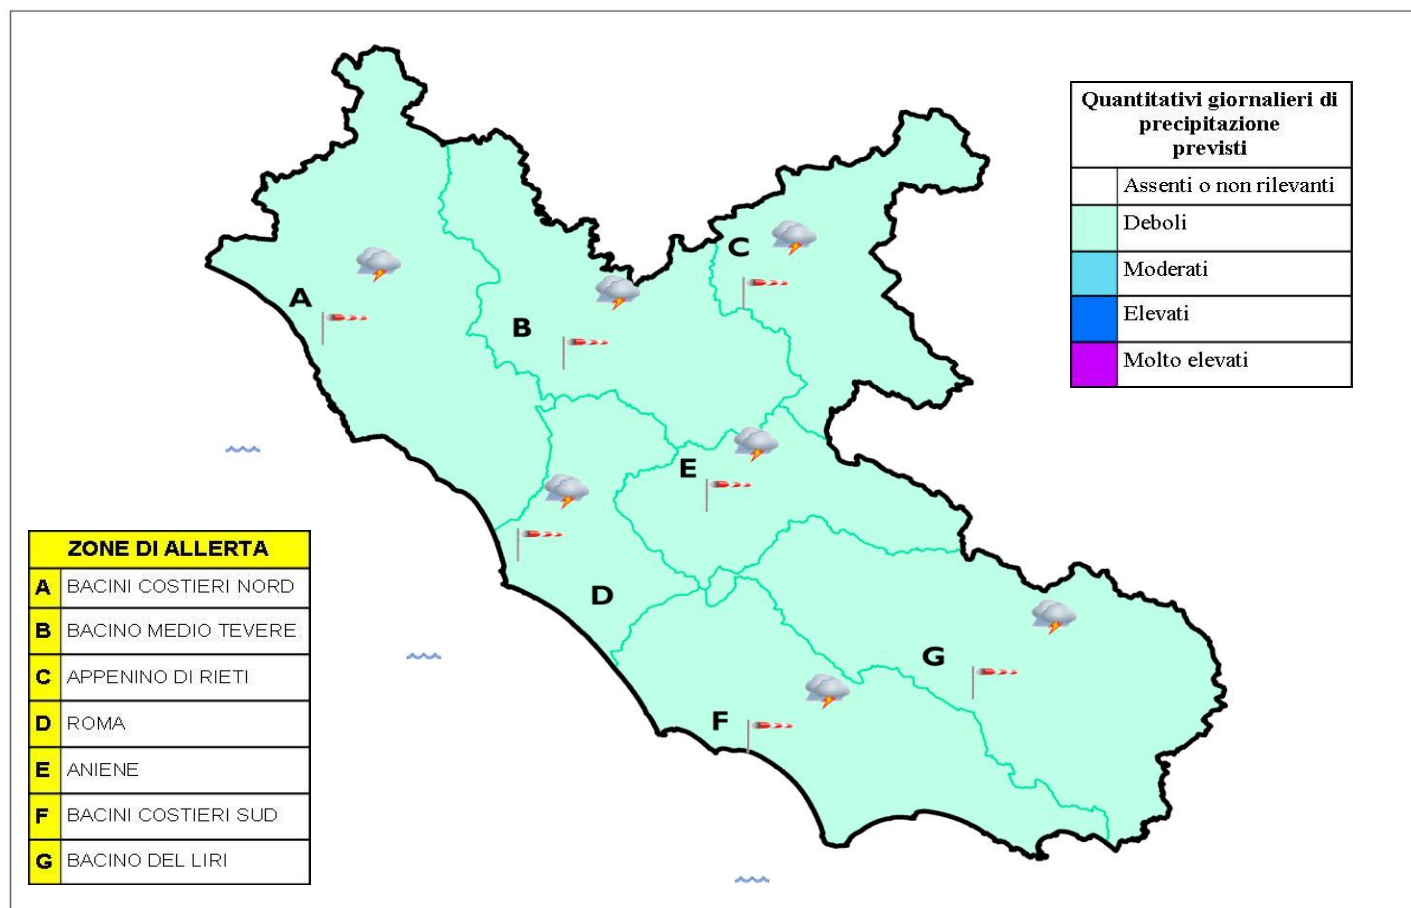 Quantitativi giornalieri di
precipitazione
previsti
Assenti o non rilevanti
Deboli
Moderati
Elevati
Molto elevati
C
A
B
E
D
G
F
ZONE DI ALLERTA
A BACINI COSTIERI NORD
B BACINO MEDIO TEVERE
C APPENINO DI RIETI
D ROMA
E ANIENE
F BACINI COSTIERI SUD
G BACINO DEL LIRI